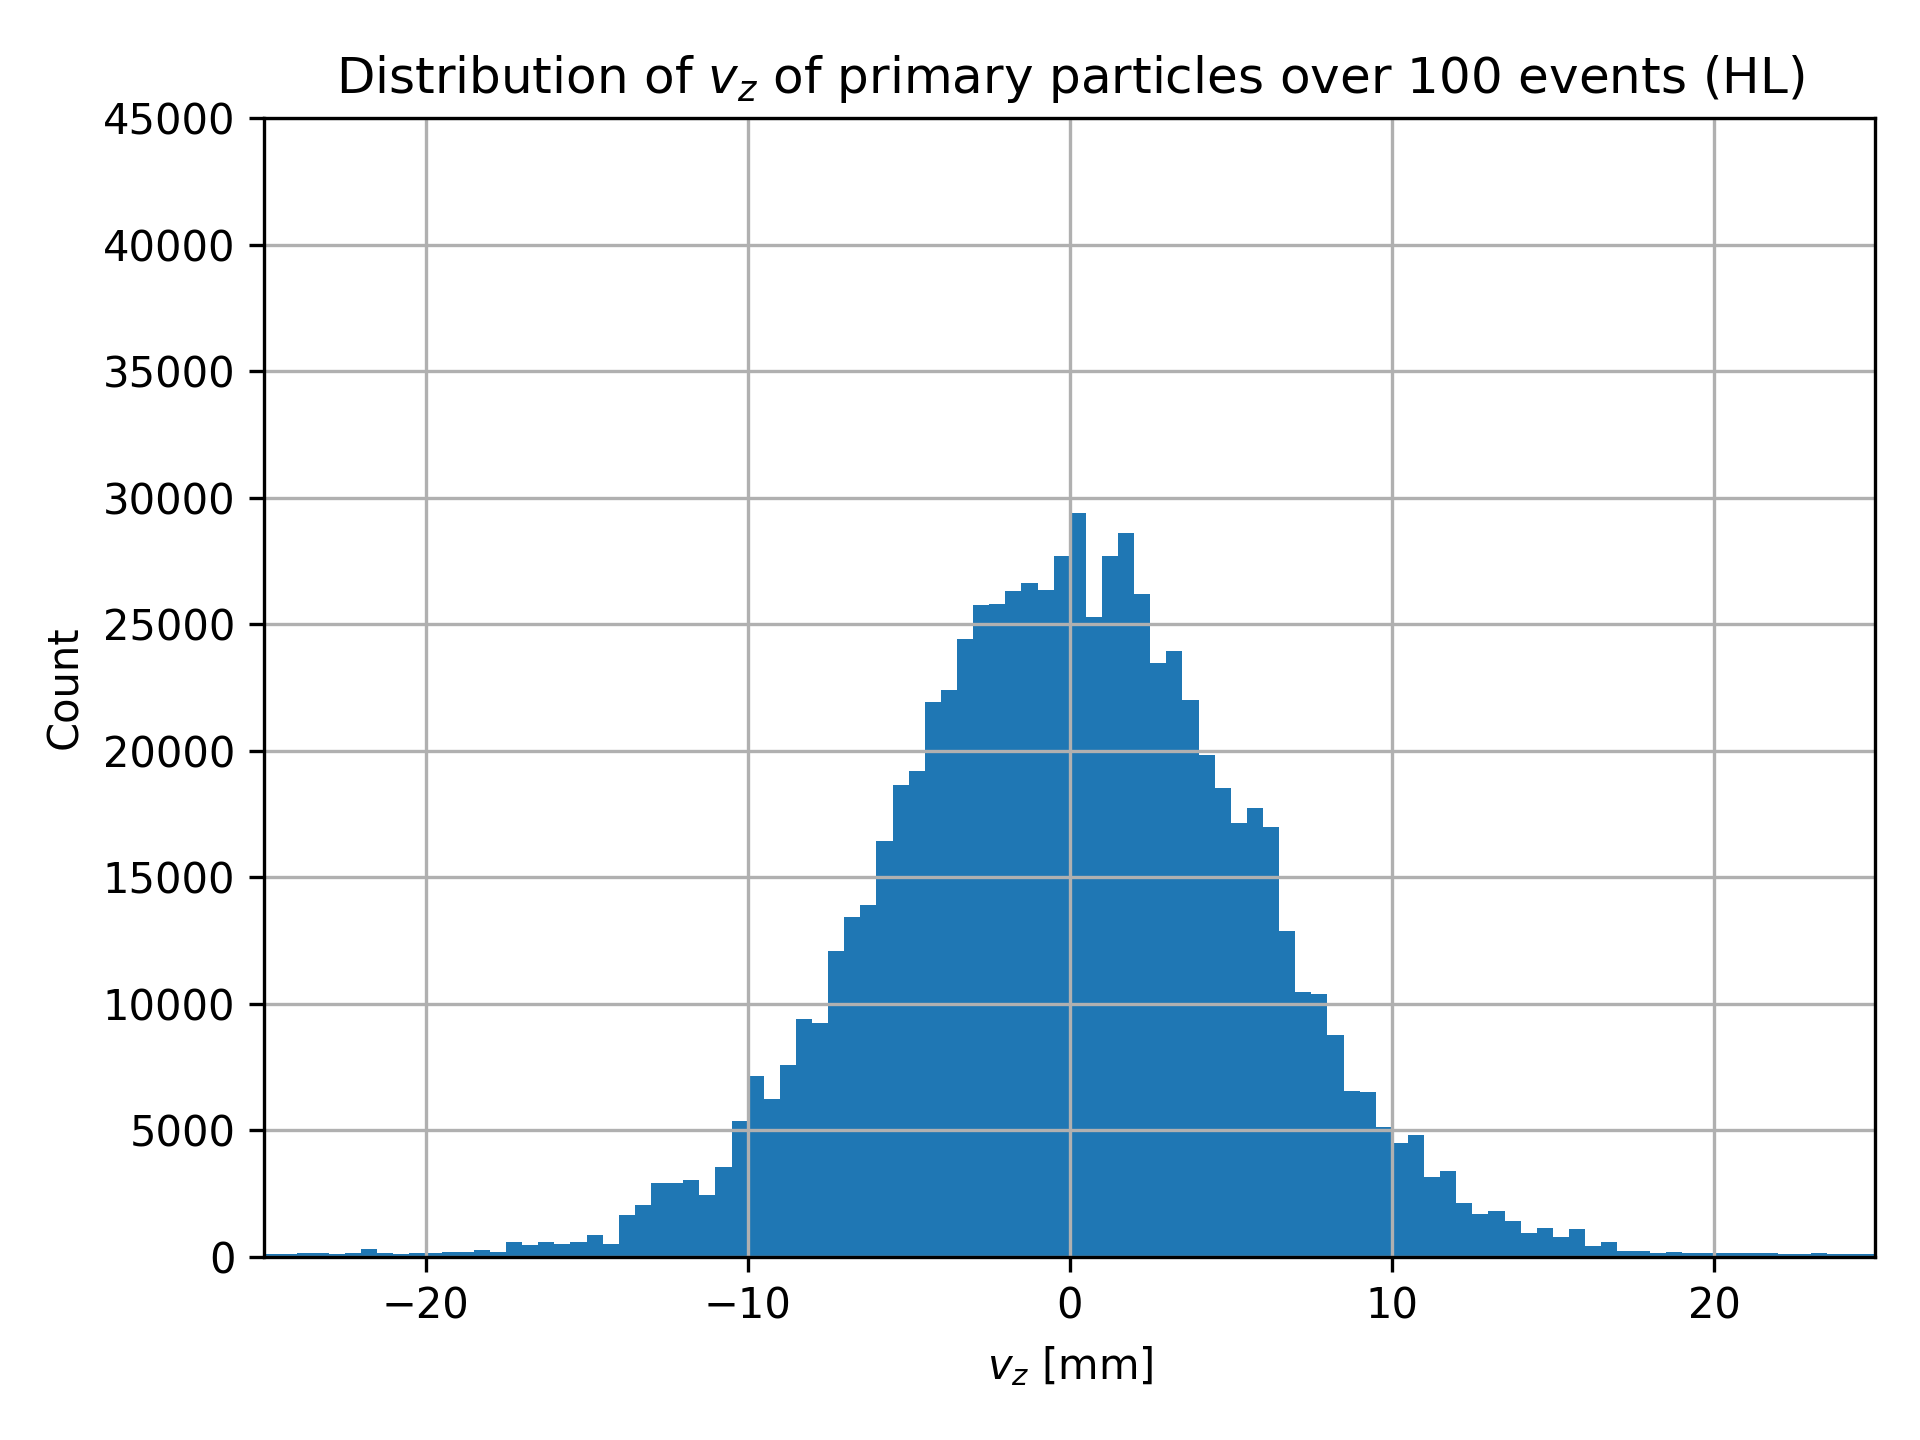 Distribution of v_z of primary particles over 100 events (HL)
45000
40000
35000
30000
25000
20000
15000
10000
5000
0
Count
−20 −10 0 10 20
v_z [mm]